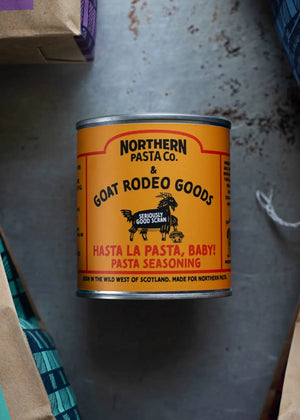 NORTHERN
PASTA CO.
&
GOAT RODEO GOODS
SERIOUSLY
GOOD SCRAN
HASTA LA PASTA, BABY!
PASTA SEASONING
IN THE WILD WEST OF SCOTLAND. MADE FOR NORTHERN PASTA